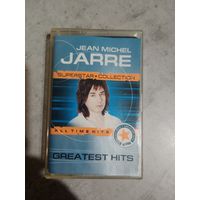 JEAN MICHEL
JARRE
SUPERSTAR • COLLECTION
ALL TIME HITS
GREATEST HITS